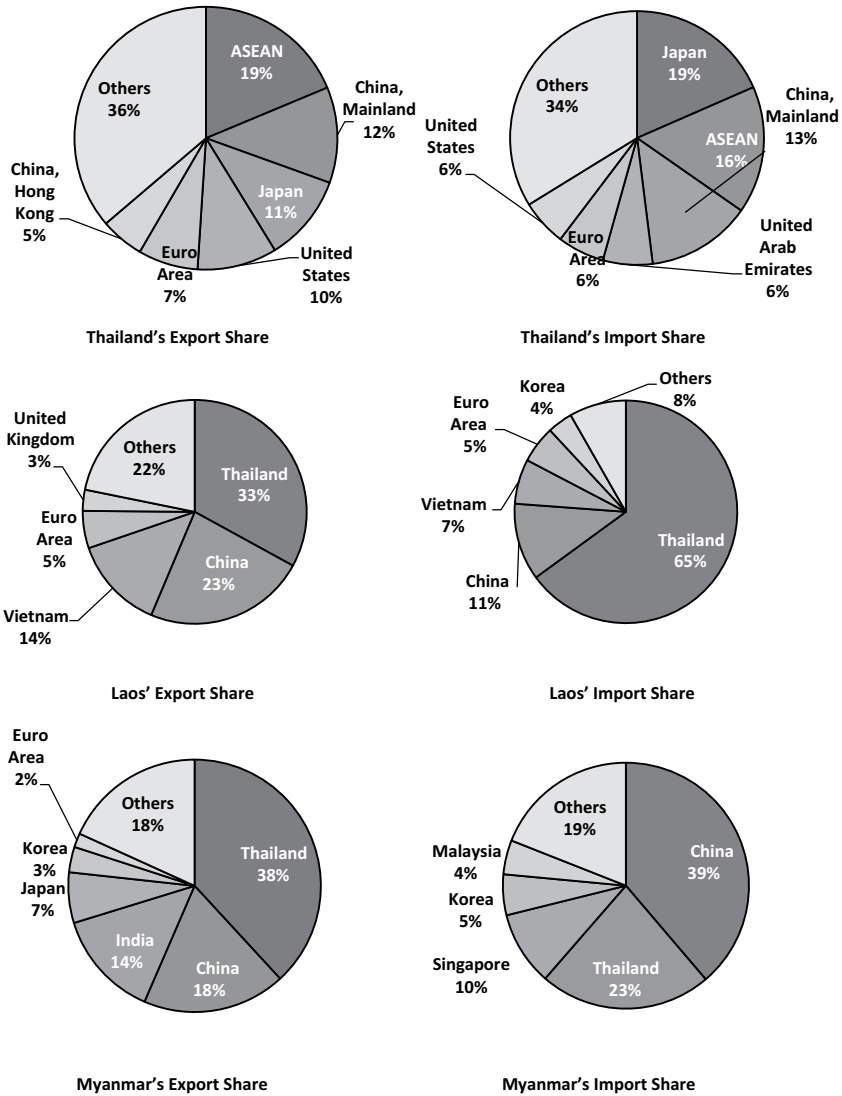 ASEAN
19%
China,
Mainland
12%
Japan
11%
United
States
10%
Euro
Area
7%
China,
Hong
Kong
5%
Others
36%
Thailand’s Export Share
Japan
19%
ASEAN
16%
China,
Mainland
13%
United
Arab
Emirates
6%
Euro
Area
6%
United
States
6%
Others
34%
Thailand’s Import Share
Thailand
33%
China
23%
Vietnam
14%
Euro
Area
5%
United
Kingdom
3%
Others
22%
Laos’ Export Share
Thailand
65%
China
11%
Vietnam
7%
Euro
Area
5%
Korea
4%
Others
8%
Laos’ Import Share
Thailand
38%
China
18%
India
14%
Japan
7%
Korea
3%
Euro
Area
2%
Others
18%
Myanmar’s Export Share
China
39%
Thailand
23%
Singapore
10%
Korea
5%
Malaysia
4%
Others
19%
Myanmar’s Import Share